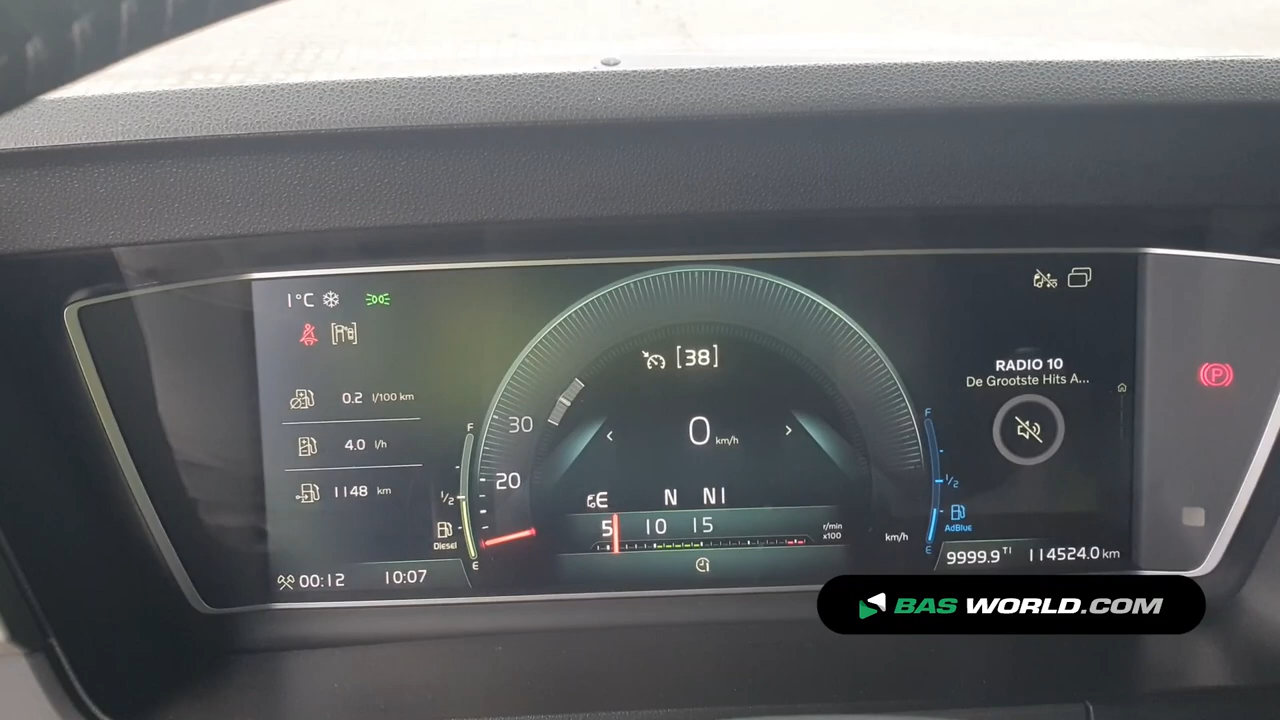 1°C
0.2 l/100 km
4.0 l/h
1148 km
00:12 10:07
F
1/2
Diesel
E
30
20
[38]
0 km/h
E N N1
5 10 15
r/min
x100
km/h
F
1/2
AdBlue
E
RADIO 10
De Grootste Hits A...
P
9999.9 T1 114524.0 km
BAS WORLD.COM